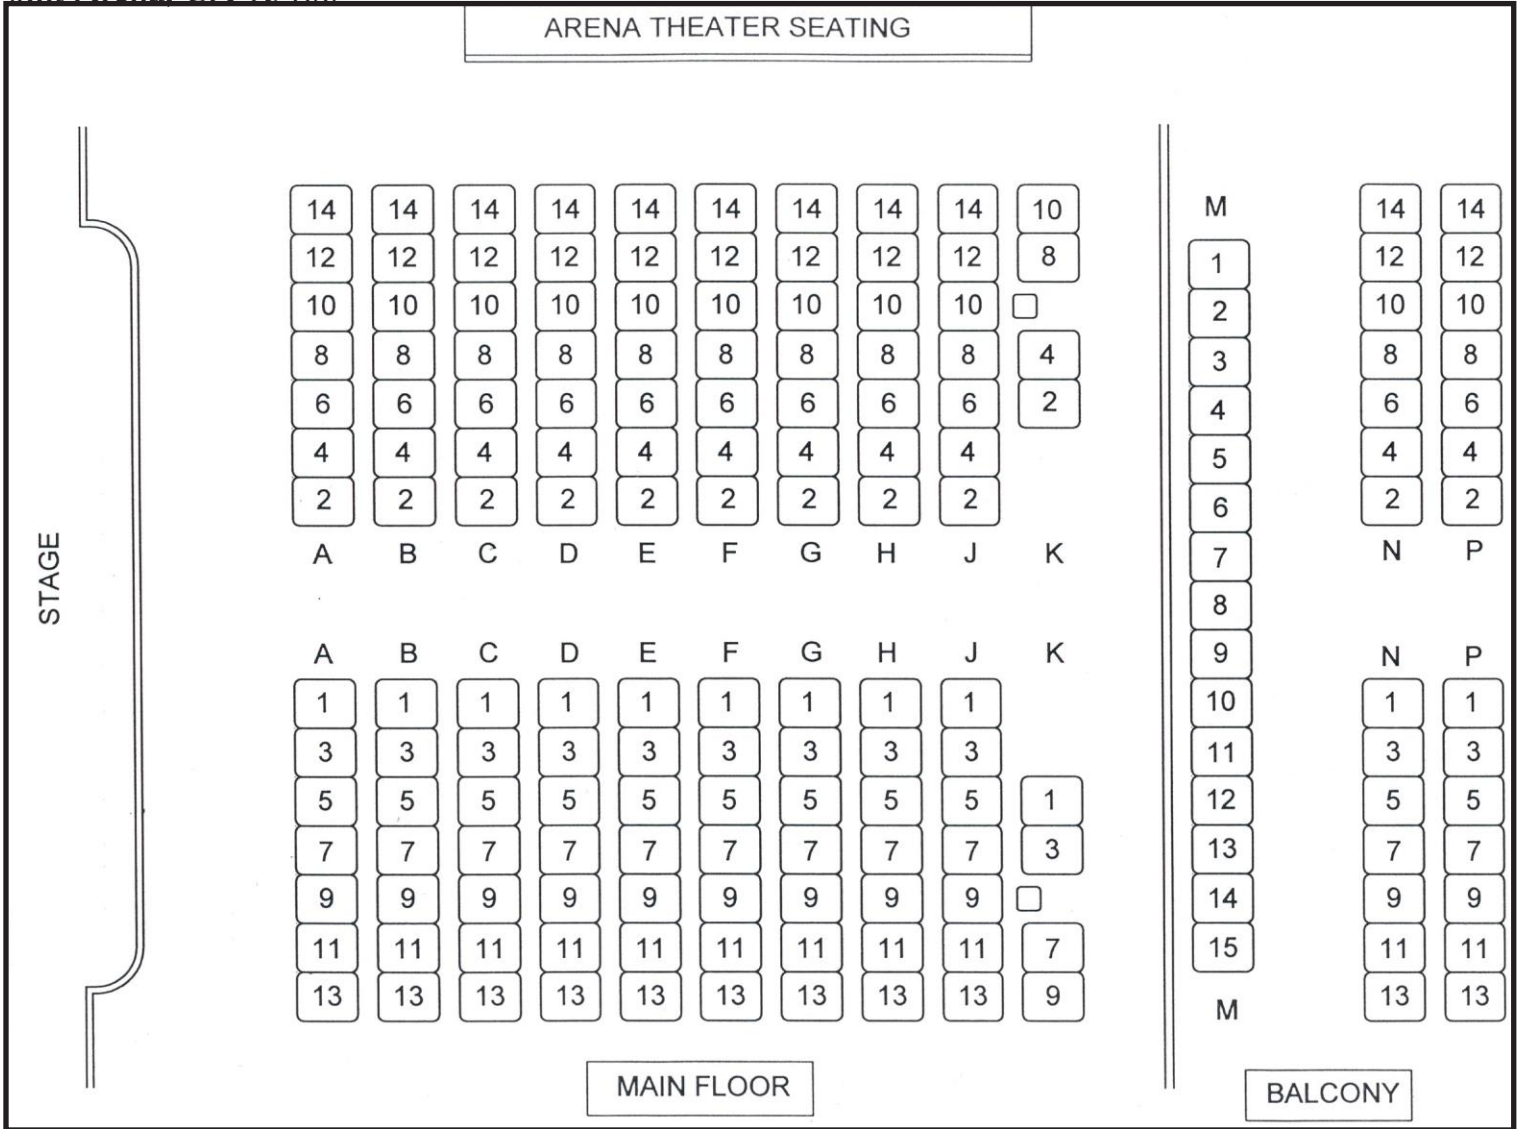 ARENA THEATER SEATING
14 14 14 14 14 14 14 14 14 10 M 14 14
12 12 12 12 12 12 12 12 12 8 1 12 12
10 10 10 10 10 10 10 10 10 2 10 10
8 8 8 8 8 8 8 8 8 4 3 8 8
6 6 6 6 6 6 6 6 6 2 4 6 6
4 4 4 4 4 4 4 4 4 5 4 4
2 2 2 2 2 2 2 2 2 6 2 2
A B C D E F G H J K 7 N P
STAGE
8
A B C D E F G H J K 9 N P
1 1 1 1 1 1 1 1 1 10 1 1
3 3 3 3 3 3 3 3 3 11 3 3
5 5 5 5 5 5 5 5 5 1 12 5 5
7 7 7 7 7 7 7 7 7 3 13 7 7
9 9 9 9 9 9 9 9 9 14 9 9
11 11 11 11 11 11 11 11 11 7 15 11 11
13 13 13 13 13 13 13 13 13 9 M 13 13
MAIN FLOOR
BALCONY